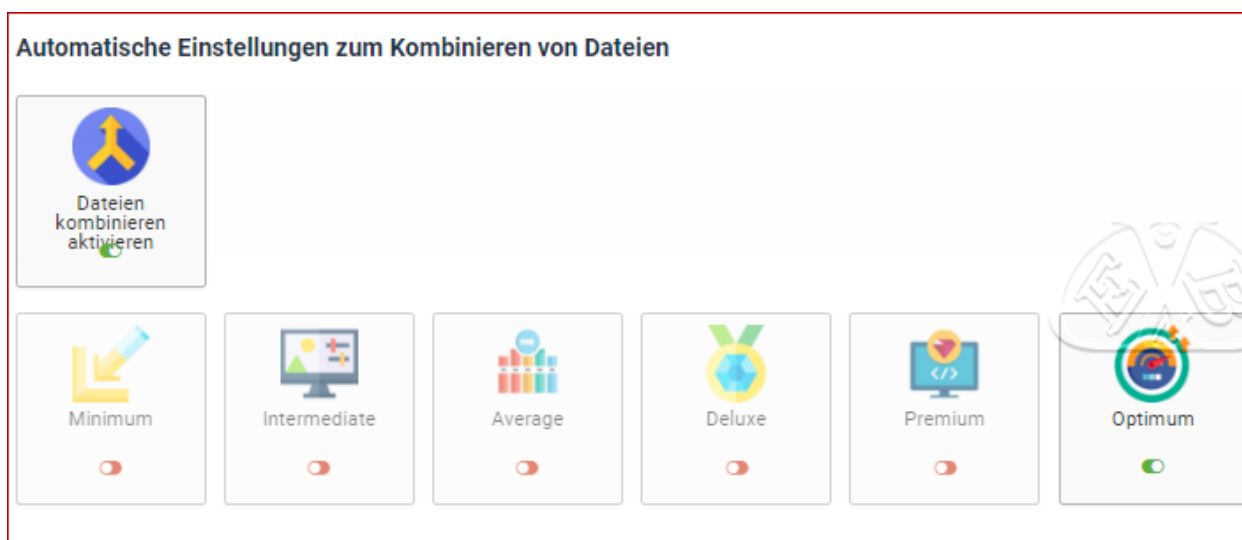 Automatische Einstellungen zum Kombinieren von Dateien
Dateien
kombinieren
aktivieren
Minimum
Intermediate
Average
Deluxe
Premium
Optimum